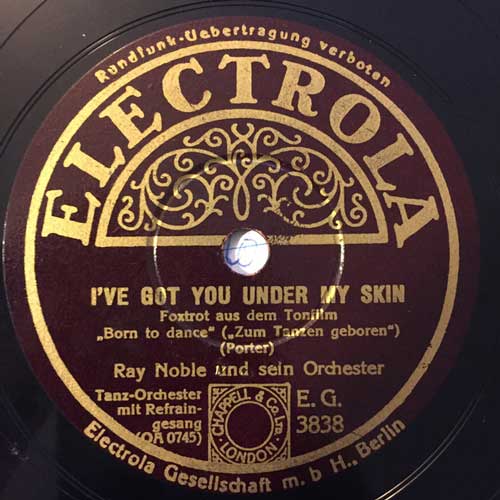 Rundfunk-Uebertragung verboten
ELECTROLA
I'VE GOT YOU UNDER MY SKIN
Foxtrot aus dem Tonfilm
„Born to dance“ („Zum Tanzen geboren“)
(Porter)
Ray Noble und sein Orchester
Tanz-Orchester
mit Refrain-
gesang
(OA 0745)
CHAPPELL & Co. Ltd.
LONDON
E. G.
3838
Electrola Gesellschaft m. b H., Berlin